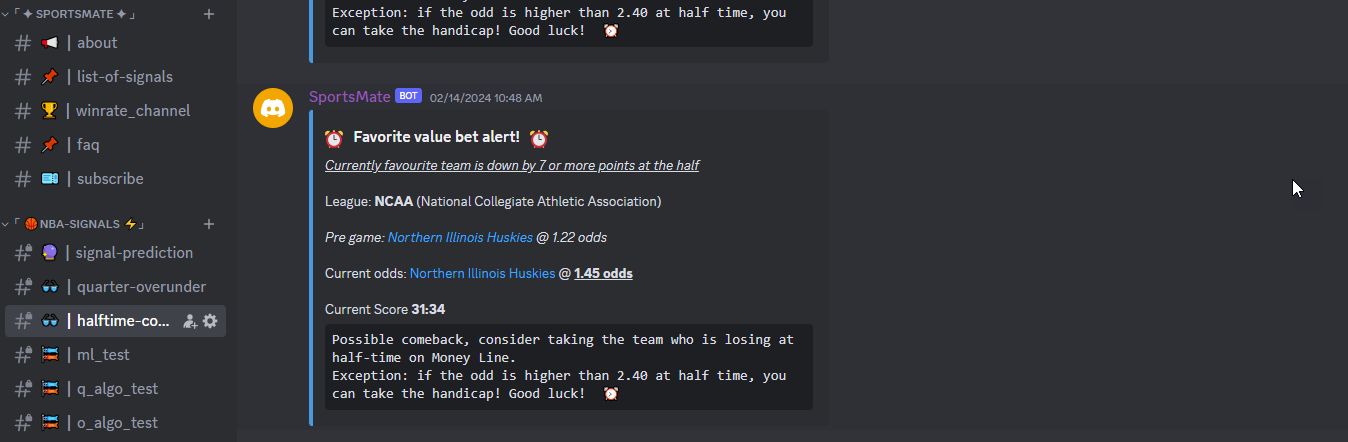 「 ✦ SPORTSMATE ✦ 」
| about
| list-of-signals
| winrate_channel
| faq
| subscribe
「 🏀 NBA-SIGNALS ⚡ 」
| signal-prediction
| quarter-overunder
| halftime-co...
| ml_test
| q_algo_test
| o_algo_test
Exception: if the odd is higher than 2.40 at half time, you
can take the handicap! Good luck! ⏰
SportsMate BOT 02/14/2024 10:48 AM
⏰ Favorite value bet alert! ⏰
Currently favourite team is down by 7 or more points at the half
League: NCAA (National Collegiate Athletic Association)
Pre game: Northern Illinois Huskies @ 1.22 odds
Current odds: Northern Illinois Huskies @ 1.45 odds
Current Score 31:34
Possible comeback, consider taking the team who is losing at
half-time on Money Line.
Exception: if the odd is higher than 2.40 at half time, you
can take the handicap! Good luck! ⏰